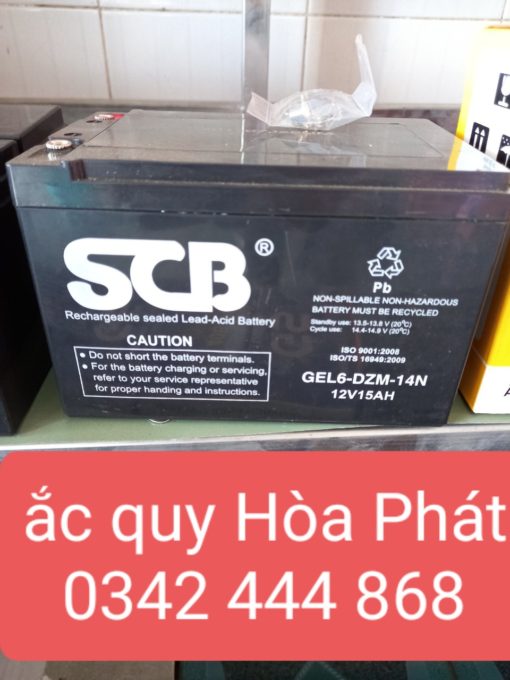 SCB®
Rechargeable sealed Lead-Acid Battery
CAUTION
• Do not short the battery terminals.
• For the battery charging or servicing,
refer to your service representative
for proper handing and instructions.
Pb
NON-SPILLABLE NON-HAZARDOUS
BATTERY MUST BE RECYCLED
Standby use: 13.5-13.8 V (20°C)
Cycle use: 14.4-14.9 V (20°C)
ISO 9001:2008
ISO/TS 16949:2009
GEL6-DZM-14N
12V15AH
ắc quy Hòa Phát
0342 444 868